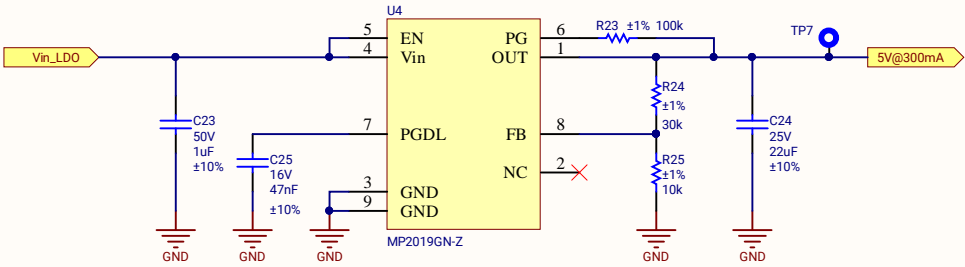 U4
5
EN
4
Vin
PG
6
OUT
1
R23 ±1% 100k
TP7
Vin_LDO
5V@300mA
R24
±1%
30k
C23
50V
1uF
±10%
7
PGDL
FB
8
C24
25V
22uF
±10%
C25
16V
47nF
±10%
NC
2
R25
±1%
10k
3
GND
9
GND
MP2019GN-Z
GND
GND
GND
GND
GND